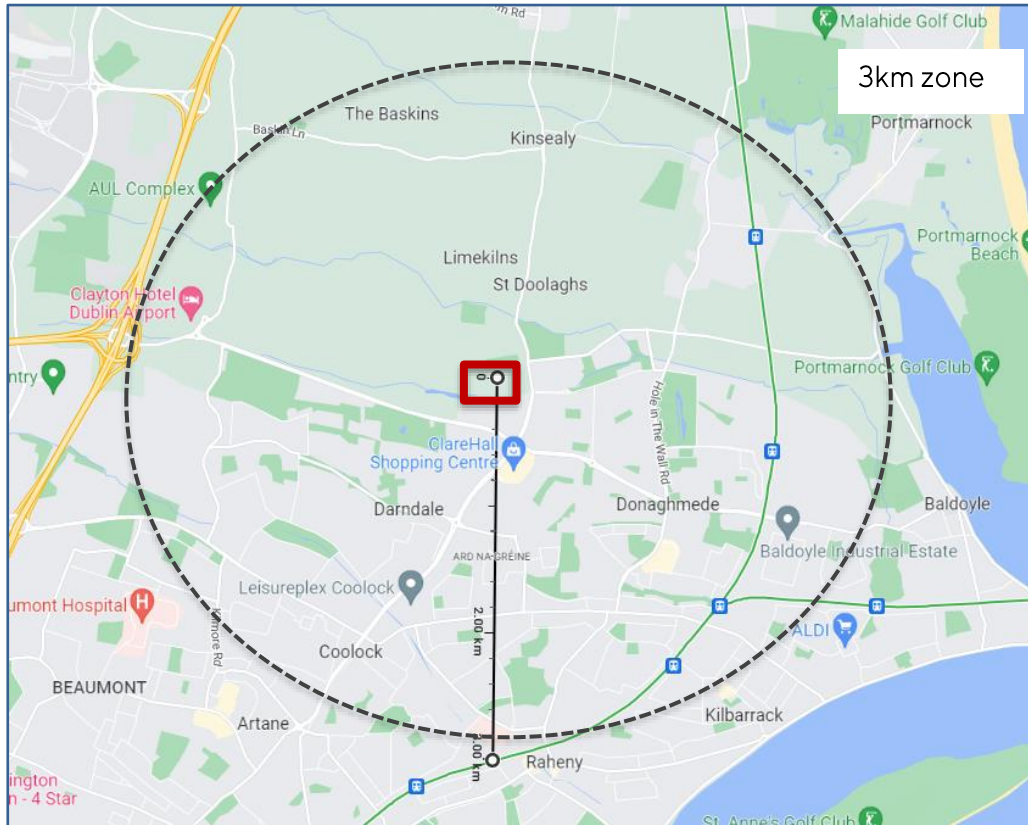 m Rd
Malahide Golf Club
3km zone
The Baskins
Portmarnock
Baskin Ln
Kinsealy
AUL Complex
Portmarnock
Beach
Limekilns
St Doolaghs
Clayton Hotel
Dublin Airport
ntry
0
Portmarnock Golf Club
Hole in The Wall Rd
ClareHall
Shopping Centre
Darndale
Donaghmede
Baldoyle
Baldoyle Industrial Estate
ARD NA GRÉINE
Leisureplex Coolock
umont Hospital
H
Kilmore Rd
2.00 km
ALDI
Coolock
BEAUMONT
Artane
Kilbarrack
3.00 km
Raheny
ington
n - 4 Star
St. Anne's Golf Club